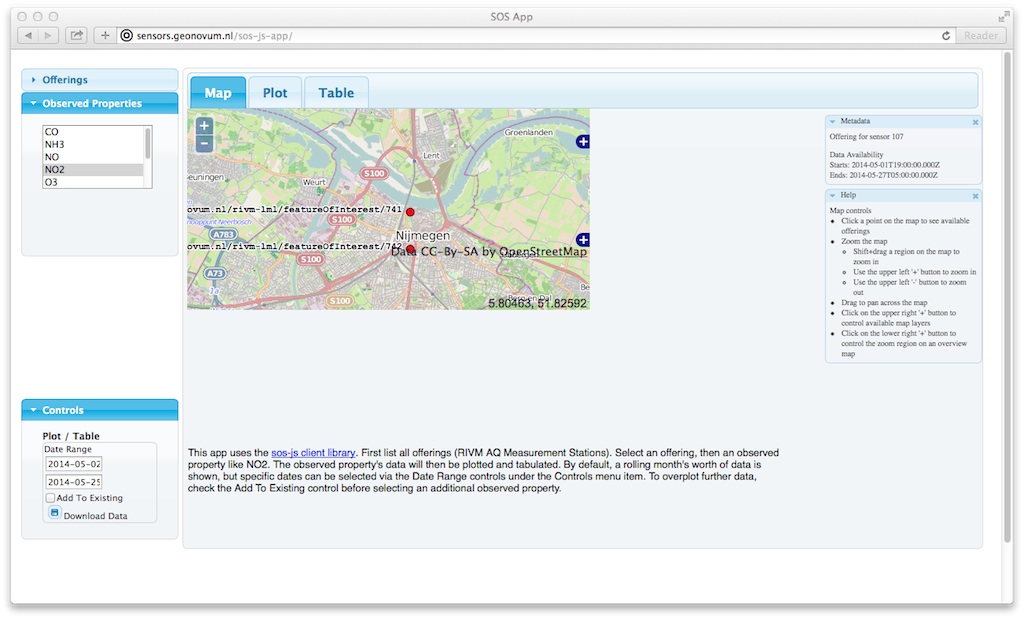 SOS App
sensors.geonovum.nl/sos-js-app/
Reader
Offerings
Observed Properties
CO
NH3
NO
NO2
O3
Map
Plot
Table
+
−
Groenlanden
Lent
S100
euningen
Weurt
ovum.nl/rivm-lml/featureOfInterest/741
S100
A783
Nijmegen
ovum.nl/rivm-lml/featureOfInterest/742
Data CC-By-SA by OpenStreetMap
S100
A73
S100
5.80463, 51.82592
Metadata
Offering for sensor 107
Data Availability
Starts: 2014-05-01T19:00:00.000Z
Ends: 2014-05-27T05:00:00.000Z
Help
Map controls
Click a point on the map to see available
offerings
Zoom the map
Shift+drag a region on the map to
zoom in
Use the upper left '+' button to zoom in
Use the upper left '-' button to zoom
out
Drag to pan across the map
Click on the upper right '+' button to
control available map layers
Click on the lower right '+' button to
control the zoom region on an overview
map
Controls
Plot / Table
Date Range
2014-05-02
2014-05-25
Add To Existing
Download Data
This app uses the sos-js client library. First list all offerings (RIVM AQ Measurement Stations). Select an offering, then an observed
property like NO2. The observed property's data will then be plotted and tabulated. By default, a rolling month's worth of data is
shown, but specific dates can be selected via the Date Range controls under the Controls menu item. To overplot further data,
check the Add To Existing control before selecting an additional observed property.